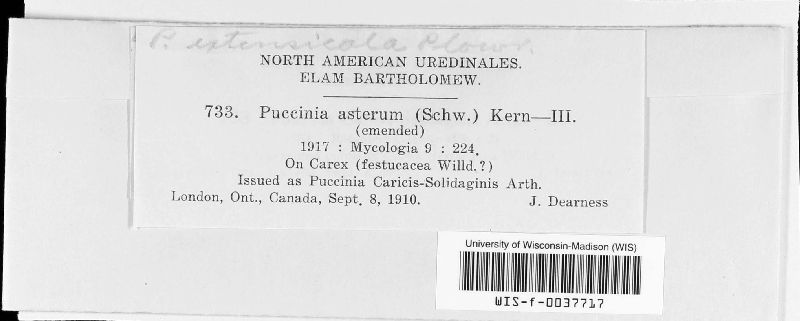 P. extensicola Plowr.
NORTH AMERICAN UREDINALES.
ELAM BARTHOLOMEW.
733. Puccinia asterum (Schw.) Kern—III.
(emended)
1917 : Mycologia 9 : 224.
On Carex (festucacea Willd.?)
Issued as Puccinia Caricis-Solidaginis Arth.
London, Ont., Canada, Sept. 8, 1910. J. Dearness
University of Wisconsin-Madison (WIS)
WIS-f-0037717